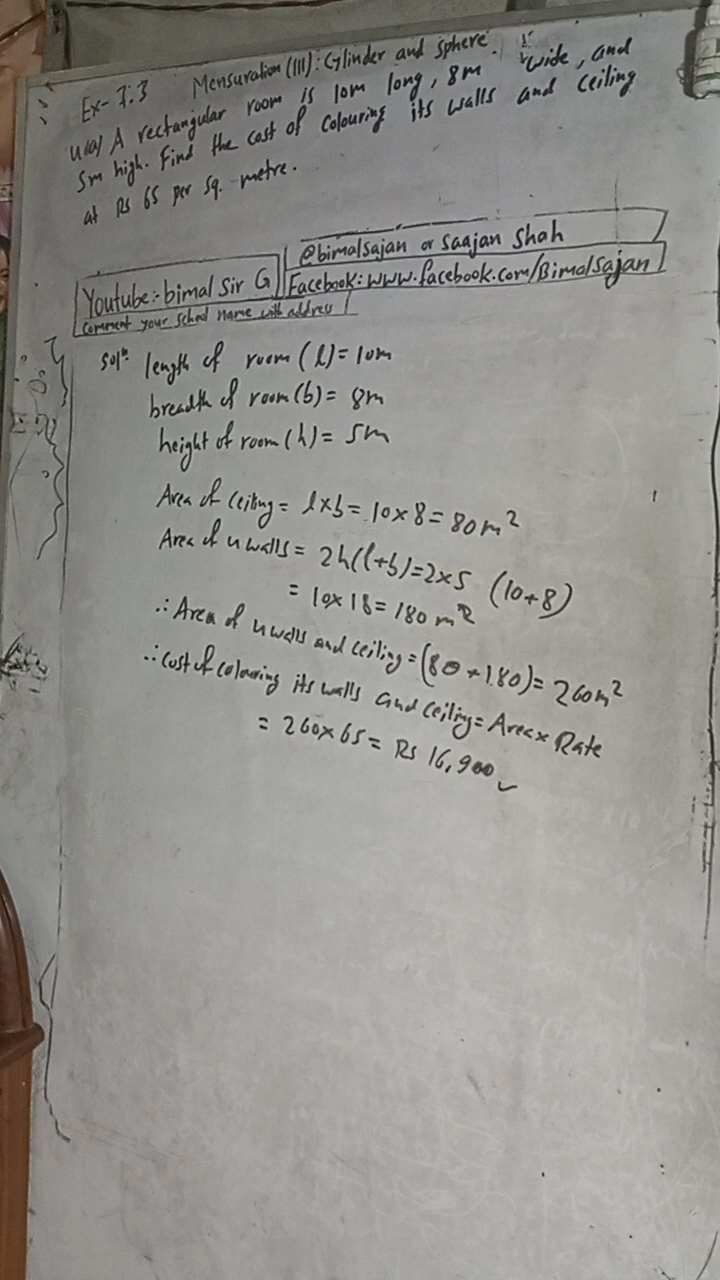 Ex- 7.3 Mensuration (III): Cylinder and sphere.
4(a) A rectangular room is 10m long, 8m wide, and
5m high. Find the cost of colouring its walls and ceiling
at Rs 65 per sq. metre.
@bimalsajan or Saajan Shah
Youtube:- bimal Sir G
Facebook: www.facebook.com/BimalSajan
Comment your School name with address
Solⁿ: length of room (l) = 10m
breadth of room (b) = 8m
height of room (h) = 5m
Area of ceiling = l×b = 10×8 = 80m²
Area of 4 walls = 2h(l+b) = 2×5 (10+8)
= 10×18 = 180 m²
∴ Area of 4 walls and ceiling = (80+180) = 260m²
∴ Cost of colouring its walls and ceiling = Area × Rate
= 260×65 = Rs 16,900